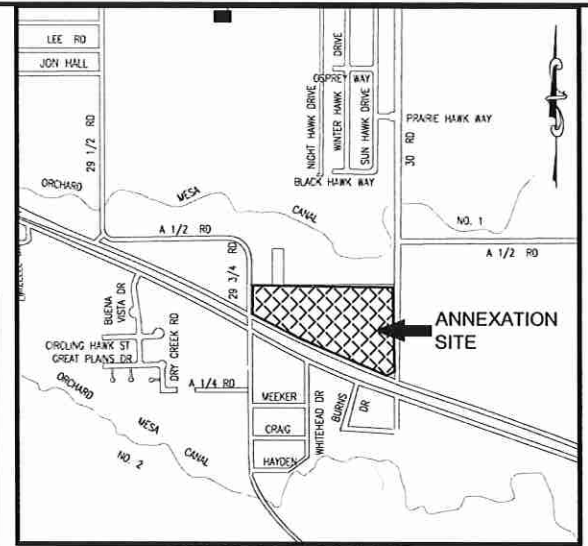 LEE RD
JON HALL
29 1/2 RD
NIGHT HAWK DRIVE
WINTER HAWK DRIVE
OSPREY WAY
SUN HAWK DRIVE
BLACK HAWK WAY
30 RD
PRAIRIE HAWK WAY
ORCHARD MESA CANAL NO. 1
A 1/2 RD
A 1/2 RD
29 3/4 RD
ANNEXATION
SITE
BUENA
VISTA DR
CIRCLING HAWK ST
GREAT PLAINS DR
DRY CREEK RD
A 1/4 RD
MEEKER
CRAIG
HAYDEN
WHITEHEAD DR
BURNS DR
ORCHARD MESA CANAL
NO. 2